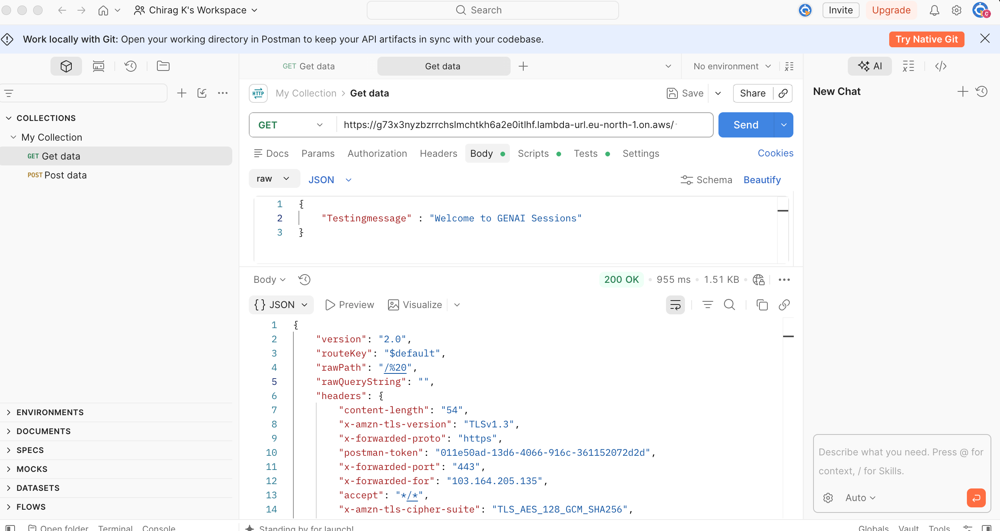 Chirag K's Workspace
Search
Invite
Upgrade
Work locally with Git: Open your working directory in Postman to keep your API artifacts in sync with your codebase.
Try Native Git
GET Get data
Get data
No environment
AI
My Collection > Get data
Save
Share
New Chat
COLLECTIONS
My Collection
GET Get data
POST Post data
HTTP
GET
https://g73x3nyzbzrrchslmchtkh6a2e0itlhf.lambda-url.eu-north-1.on.aws/
Send
Docs Params Authorization Headers Body Scripts Tests Settings
Cookies
raw
JSON
Schema
Beautify
1 {
2 "Testingmessage" : "Welcome to GENAI Sessions"
3 }
Body
200 OK • 955 ms • 1.51 KB
{} JSON
Preview
Visualize
1 {
2 "version": "2.0",
3 "routeKey": "$default",
4 "rawPath": "/%20",
5 "rawQueryString": "",
6 "headers": {
7 "content-length": "54",
8 "x-amzn-tls-version": "TLSv1.3",
9 "x-forwarded-proto": "https",
10 "postman-token": "011e50ad-13d6-4066-916c-361152072d2d",
11 "x-forwarded-port": "443",
12 "x-forwarded-for": "103.164.205.135",
13 "accept": "*/*",
14 "x-amzn-tls-cipher-suite": "TLS_AES_128_GCM_SHA256",
ENVIRONMENTS
DOCUMENTS
SPECS
MOCKS
DATASETS
FLOWS
Describe what you need. Press @ for
context, / for Skills.
Auto
Open folder Terminal Console
Standing by for launch!
Globals Vault Tools